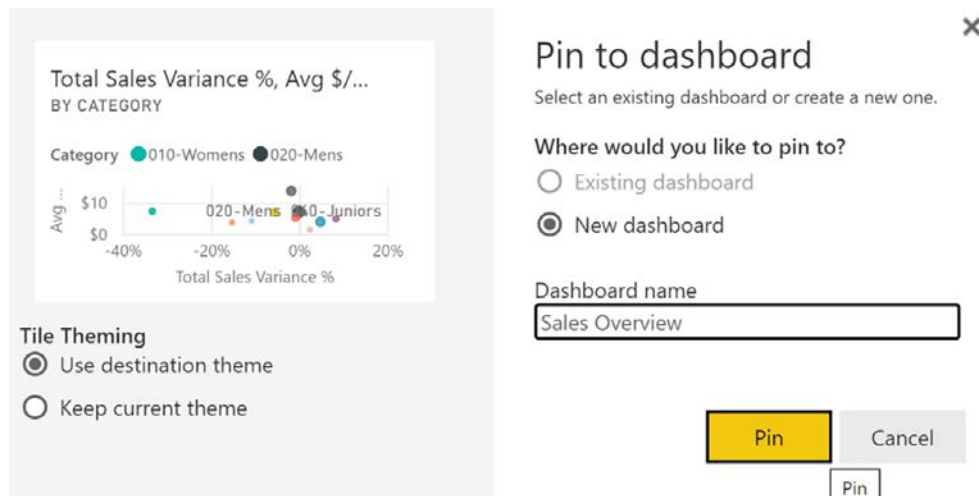 Total Sales Variance %, Avg $/...
BY CATEGORY
Category 010-Womens 020-Mens
Avg ...
$10
$0
020-Mens 040-Juniors
-40% -20% 0% 20%
Total Sales Variance %
Tile Theming
Use destination theme
Keep current theme
Pin to dashboard
Select an existing dashboard or create a new one.
Where would you like to pin to?
Existing dashboard
New dashboard
Dashboard name
Sales Overview
Pin Cancel
Pin